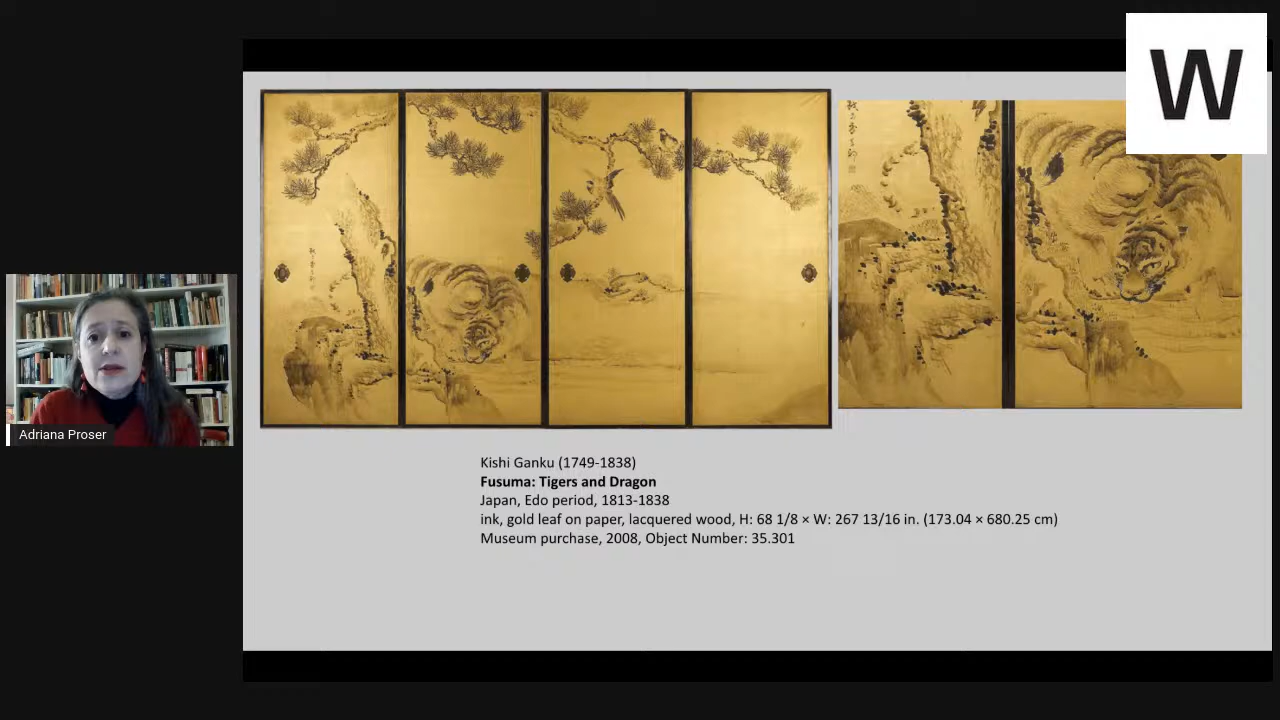 W
Adriana Proser
Kishi Ganku (1749-1838)
Fusuma: Tigers and Dragon
Japan, Edo period, 1813-1838
ink, gold leaf on paper, lacquered wood, H: 68 1/8 × W: 267 13/16 in. (173.04 × 680.25 cm)
Museum purchase, 2008, Object Number: 35.301